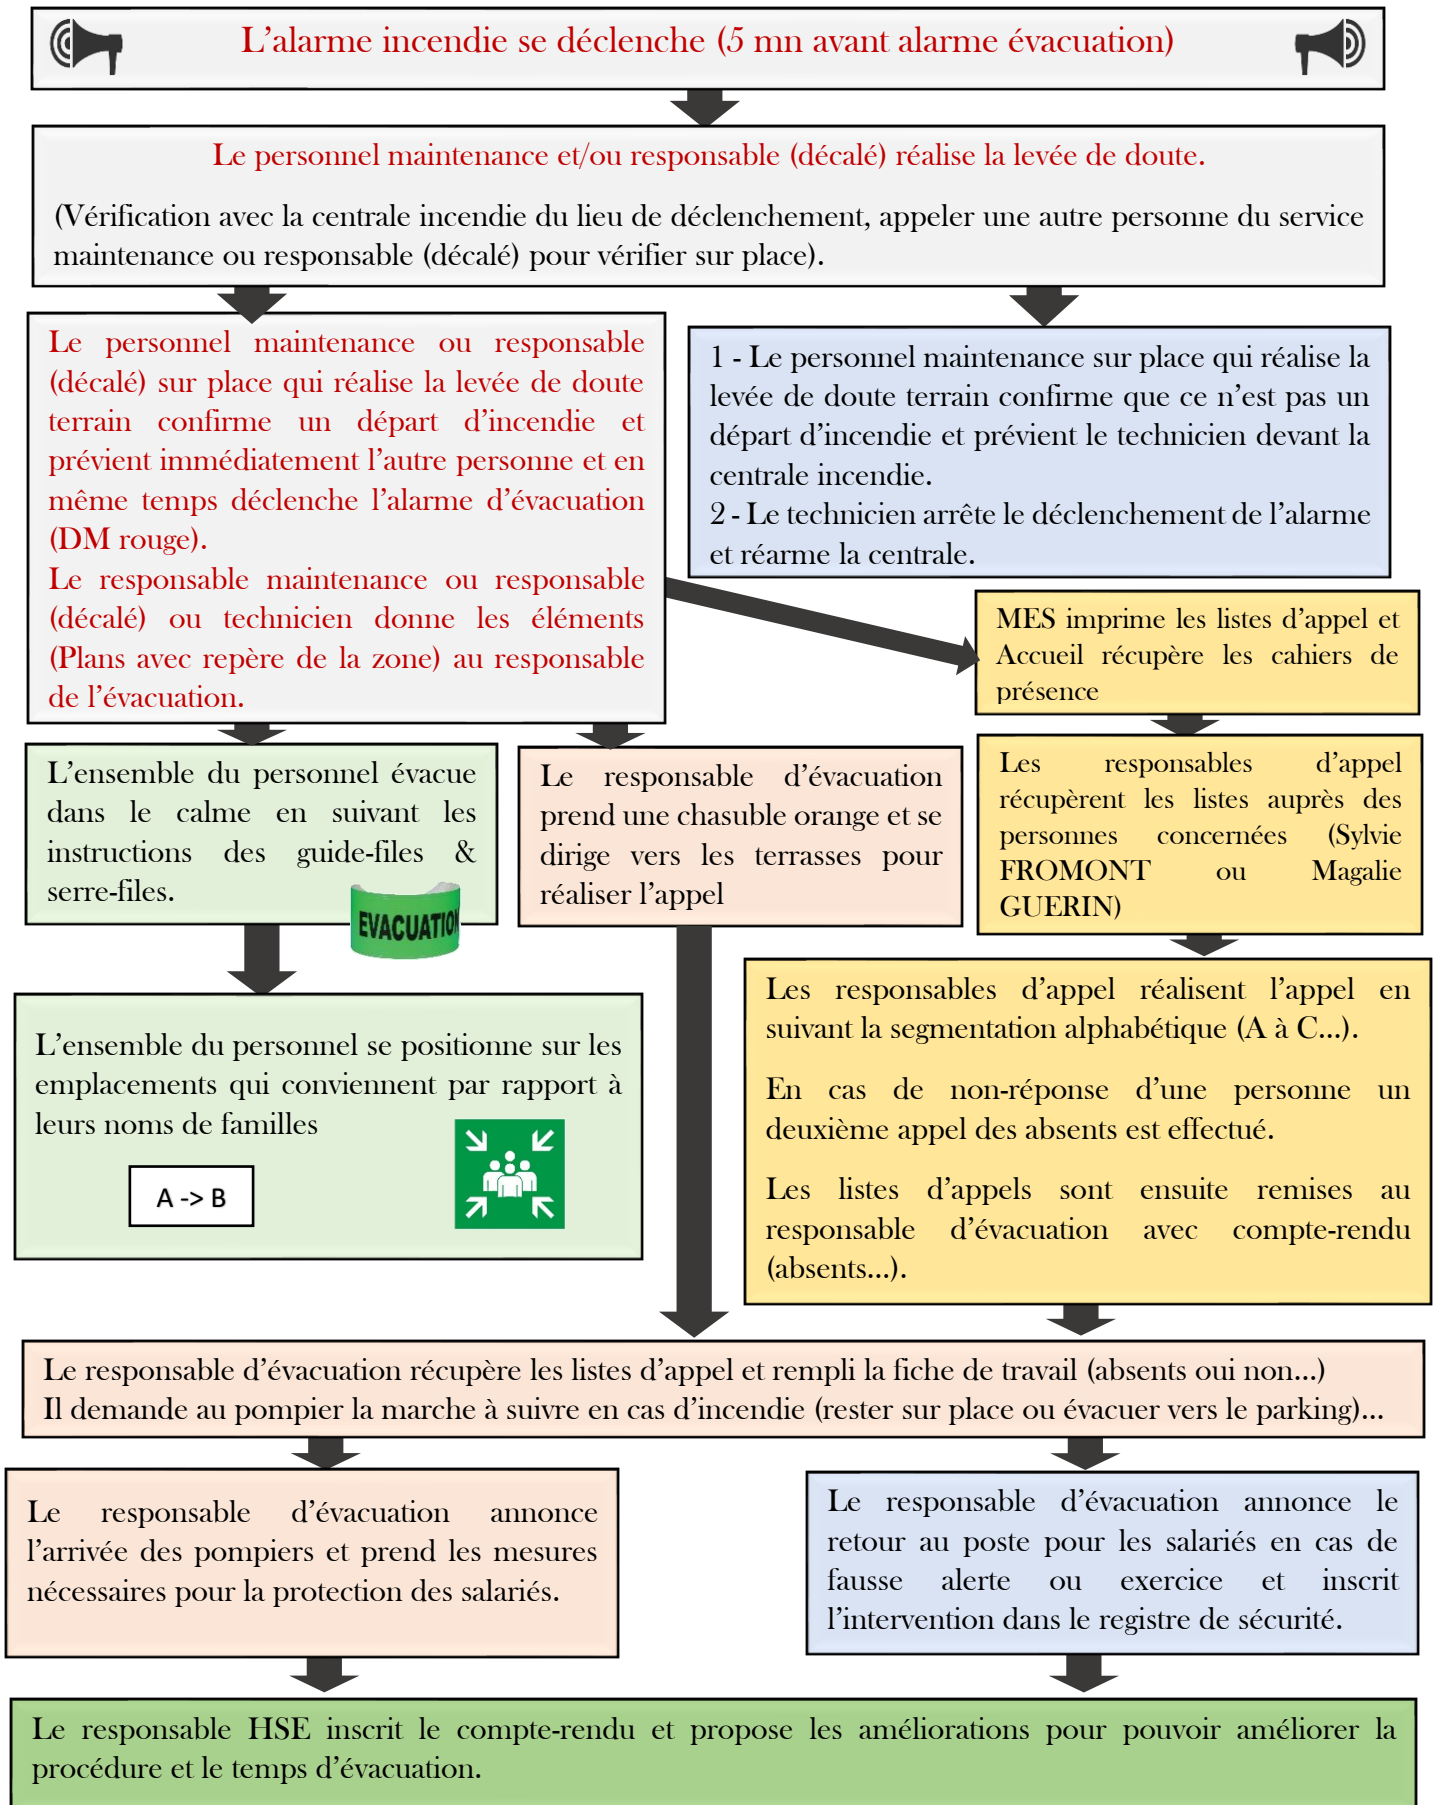 L’alarme incendie se déclenche (5 mn avant alarme évacuation)
Le personnel maintenance et/ou responsable (décalé) réalise la levée de doute.
(Vérification avec la centrale incendie du lieu de déclenchement, appeler une autre personne du service
maintenance ou responsable (décalé) pour vérifier sur place).
Le personnel maintenance ou responsable
(décalé) sur place qui réalise la levée de doute
terrain confirme un départ d’incendie et
prévient immédiatement l’autre personne et en
même temps déclenche l’alarme d’évacuation
(DM rouge).
Le responsable maintenance ou responsable
(décalé) ou technicien donne les éléments
(Plans avec repère de la zone) au responsable
de l’évacuation.
1 - Le personnel maintenance sur place qui réalise la
levée de doute terrain confirme que ce n’est pas un
départ d’incendie et prévient le technicien devant la
centrale incendie.
2 - Le technicien arrête le déclenchement de l’alarme
et réarme la centrale.
MES imprime les listes d’appel et
Accueil récupère les cahiers de
présence
L’ensemble du personnel évacue
dans le calme en suivant les
instructions des guide-files &
serre-files.
EVACUATION
Le responsable d’évacuation
prend une chasuble orange et se
dirige vers les terrasses pour
réaliser l’appel
Les responsables d’appel
récupèrent les listes auprès des
personnes concernées (Sylvie
FROMONT ou Magalie
GUERIN)
L’ensemble du personnel se positionne sur les
emplacements qui conviennent par rapport à
leurs noms de familles
A -> B
Les responsables d’appel réalisent l’appel en
suivant la segmentation alphabétique (A à C…).
En cas de non-réponse d’une personne un
deuxième appel des absents est effectué.
Les listes d’appels sont ensuite remises au
responsable d’évacuation avec compte-rendu
(absents…).
Le responsable d’évacuation récupère les listes d’appel et rempli la fiche de travail (absents oui non…)
Il demande au pompier la marche à suivre en cas d’incendie (rester sur place ou évacuer vers le parking)…
Le responsable d’évacuation annonce
l’arrivée des pompiers et prend les mesures
nécessaires pour la protection des salariés.
Le responsable d’évacuation annonce le
retour au poste pour les salariés en cas de
fausse alerte ou exercice et inscrit
l’intervention dans le registre de sécurité.
Le responsable HSE inscrit le compte-rendu et propose les améliorations pour pouvoir améliorer la
procédure et le temps d’évacuation.